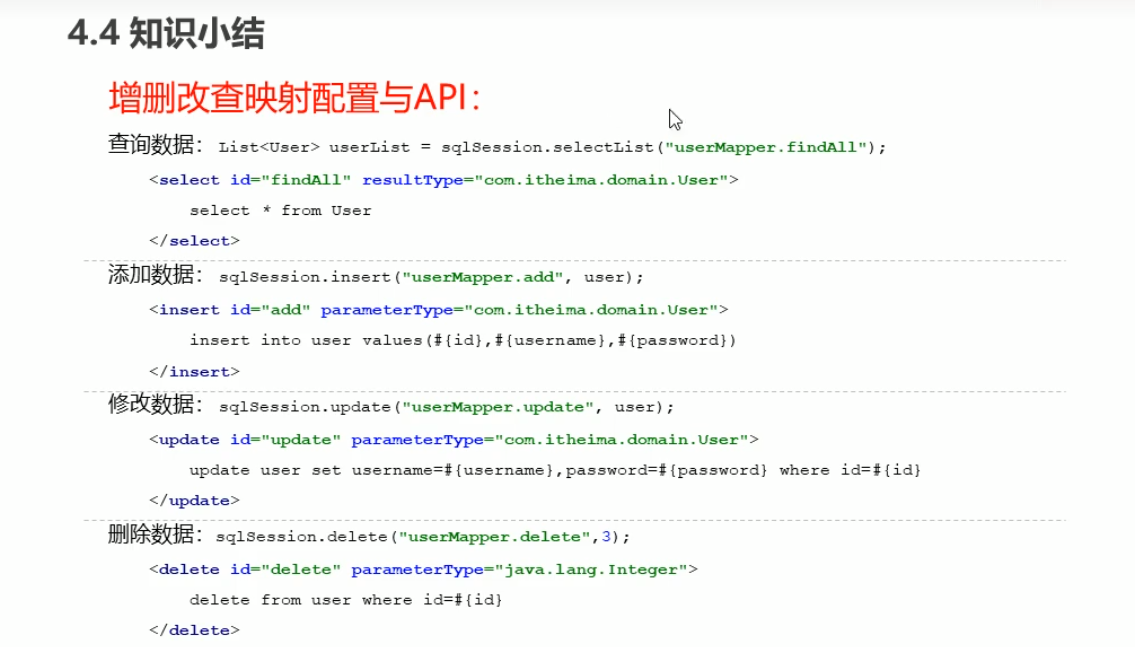 4.4 知识小结
增删改查映射配置与API：
查询数据： List<User> userList = sqlSession.selectList("userMapper.findAll");
<select id="findAll" resultType="com.itheima.domain.User">
select * from User
</select>
添加数据： sqlSession.insert("userMapper.add", user);
<insert id="add" parameterType="com.itheima.domain.User">
insert into user values(#{id},#{username},#{password})
</insert>
修改数据： sqlSession.update("userMapper.update", user);
<update id="update" parameterType="com.itheima.domain.User">
update user set username=#{username},password=#{password} where id=#{id}
</update>
删除数据： sqlSession.delete("userMapper.delete",3);
<delete id="delete" parameterType="java.lang.Integer">
delete from user where id=#{id}
</delete>